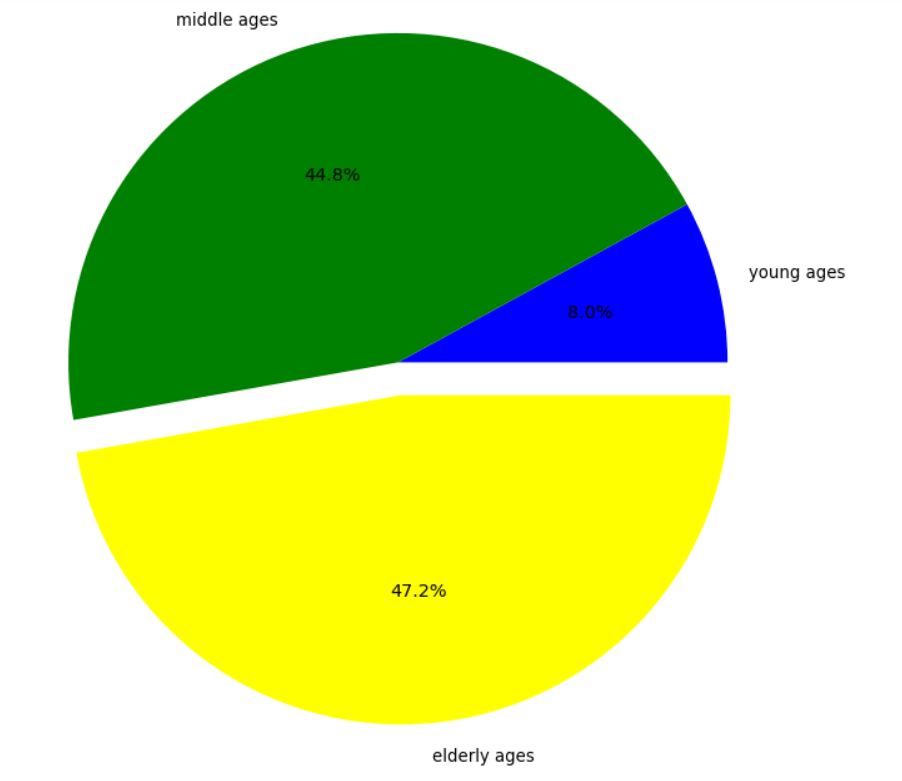 middle ages
44.8%
young ages
8.0%
47.2%
elderly ages